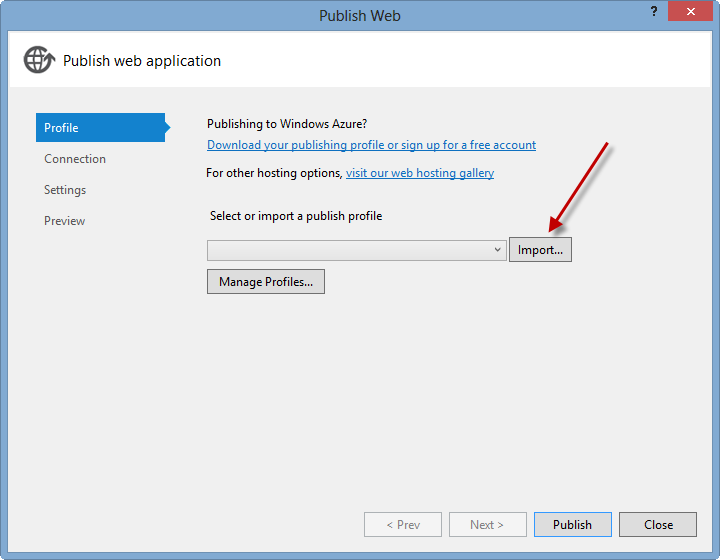 Publish Web
?
Publish web application
Profile
Connection
Settings
Preview
Publishing to Windows Azure?
Download your publishing profile or sign up for a free account
For other hosting options, visit our web hosting gallery
Select or import a publish profile
Import...
Manage Profiles...
< Prev
Next >
Publish
Close